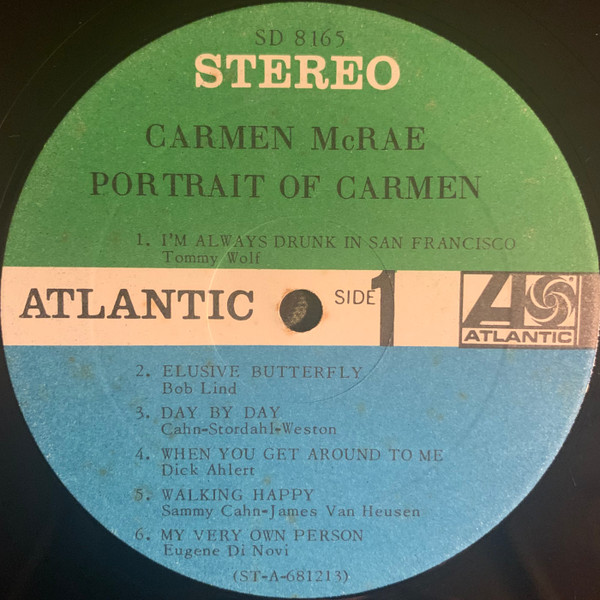 SD 8165
STEREO
CARMEN McRAE
PORTRAIT OF CARMEN
1. I'M ALWAYS DRUNK IN SAN FRANCISCO
Tommy Wolf
ATLANTIC
SIDE 1
ATLANTIC
2. ELUSIVE BUTTERFLY
Bob Lind
3. DAY BY DAY
Cahn-Stordahl-Weston
4. WHEN YOU GET AROUND TO ME
Dick Ahlert
5. WALKING HAPPY
Sammy Cahn-James Van Heusen
6. MY VERY OWN PERSON
Eugene Di Novi
(ST-A-681213)